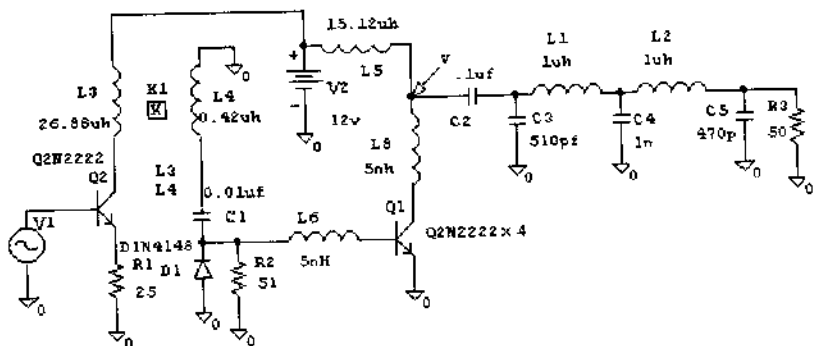 15.12uh
L5
L3
26.88uh
K1
K
L4
0.42uh
+
-
V2
12v
0
0
V
.1uf
C2
L1
1uh
L2
1uh
C3
510pf
0
C4
1n
0
C5
470p
0
R3
50
0
L8
5nh
Q2N2222
Q2
V1
0
L3
L4
0.01uf
C1
D1N4148
D1
0
R1
25
0
R2
51
0
L6
5nH
Q1
Q2N2222x4
0